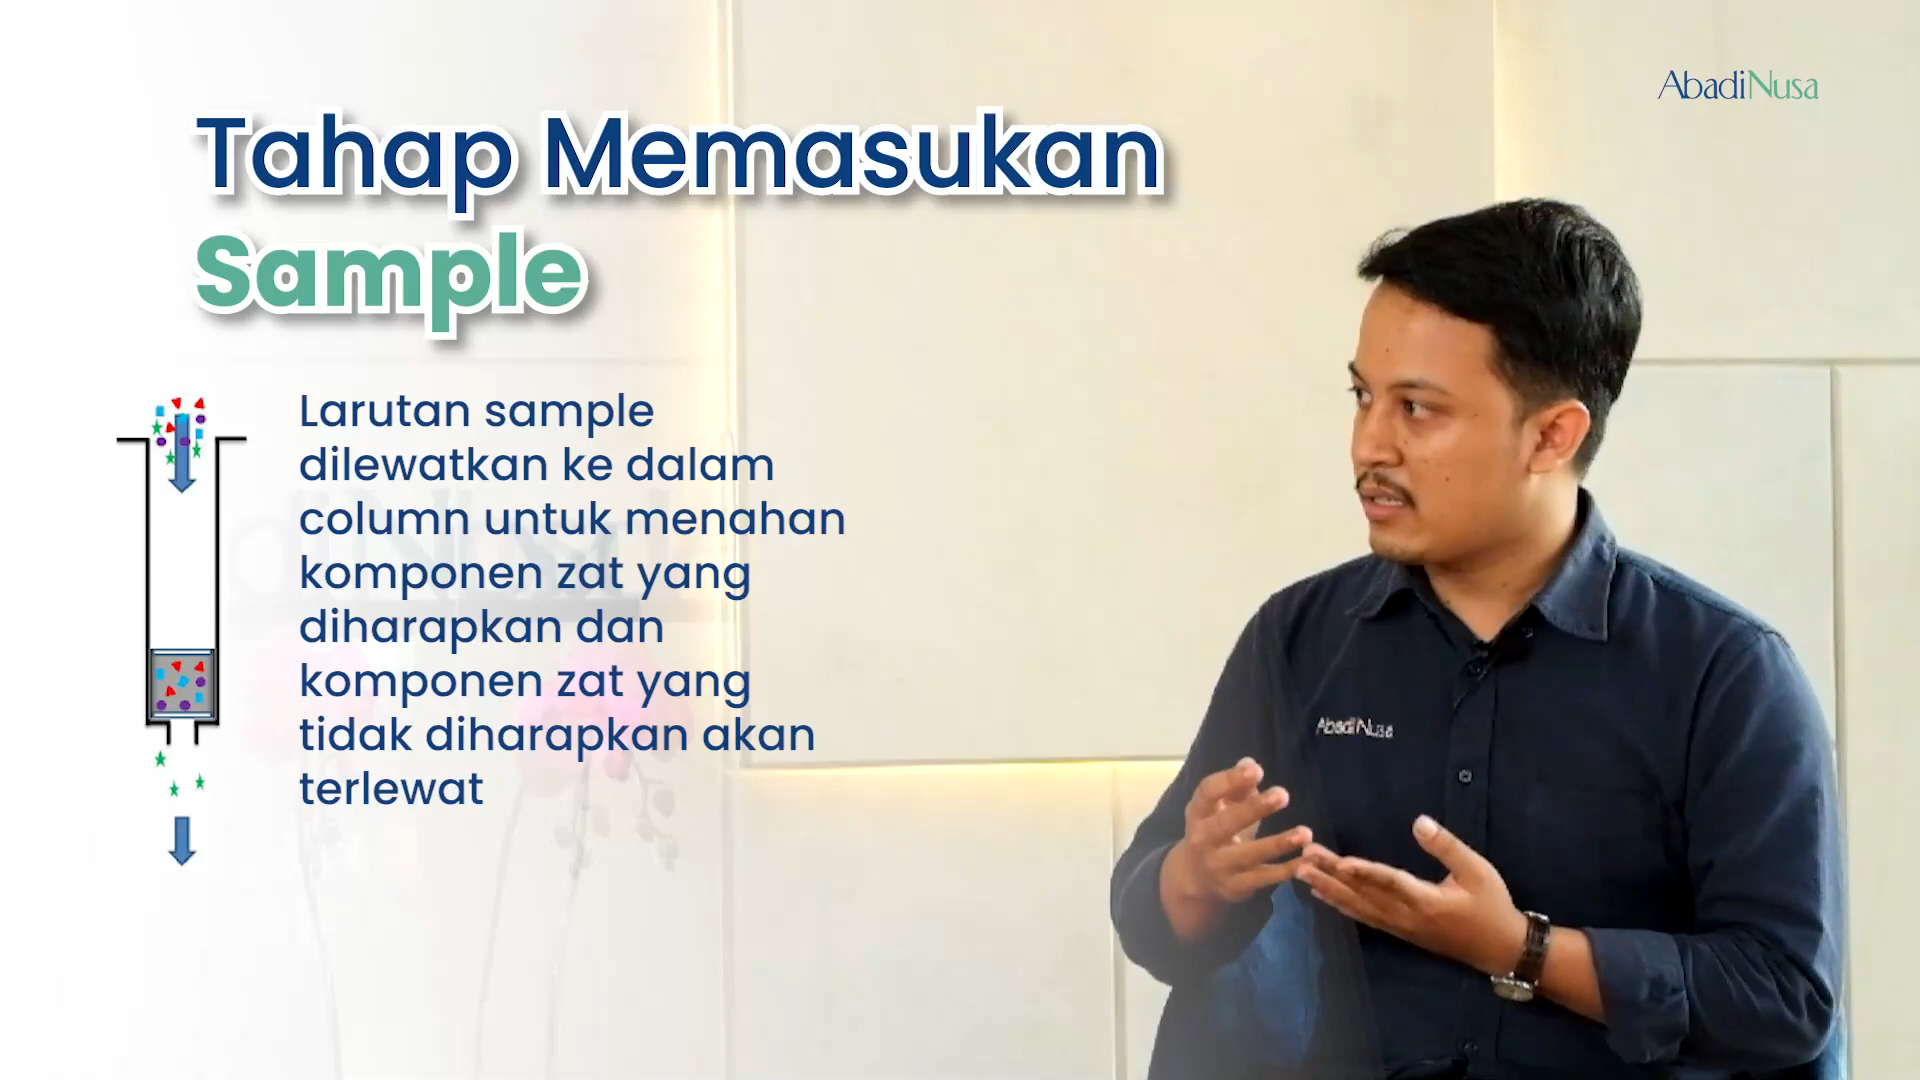 AbadiNusa
Tahap Memasukan
Sample
Larutan sample
dilewatkan ke dalam
column untuk menahan
komponen zat yang
diharapkan dan
komponen zat yang
tidak diharapkan akan
terlewat
AbadiNusa